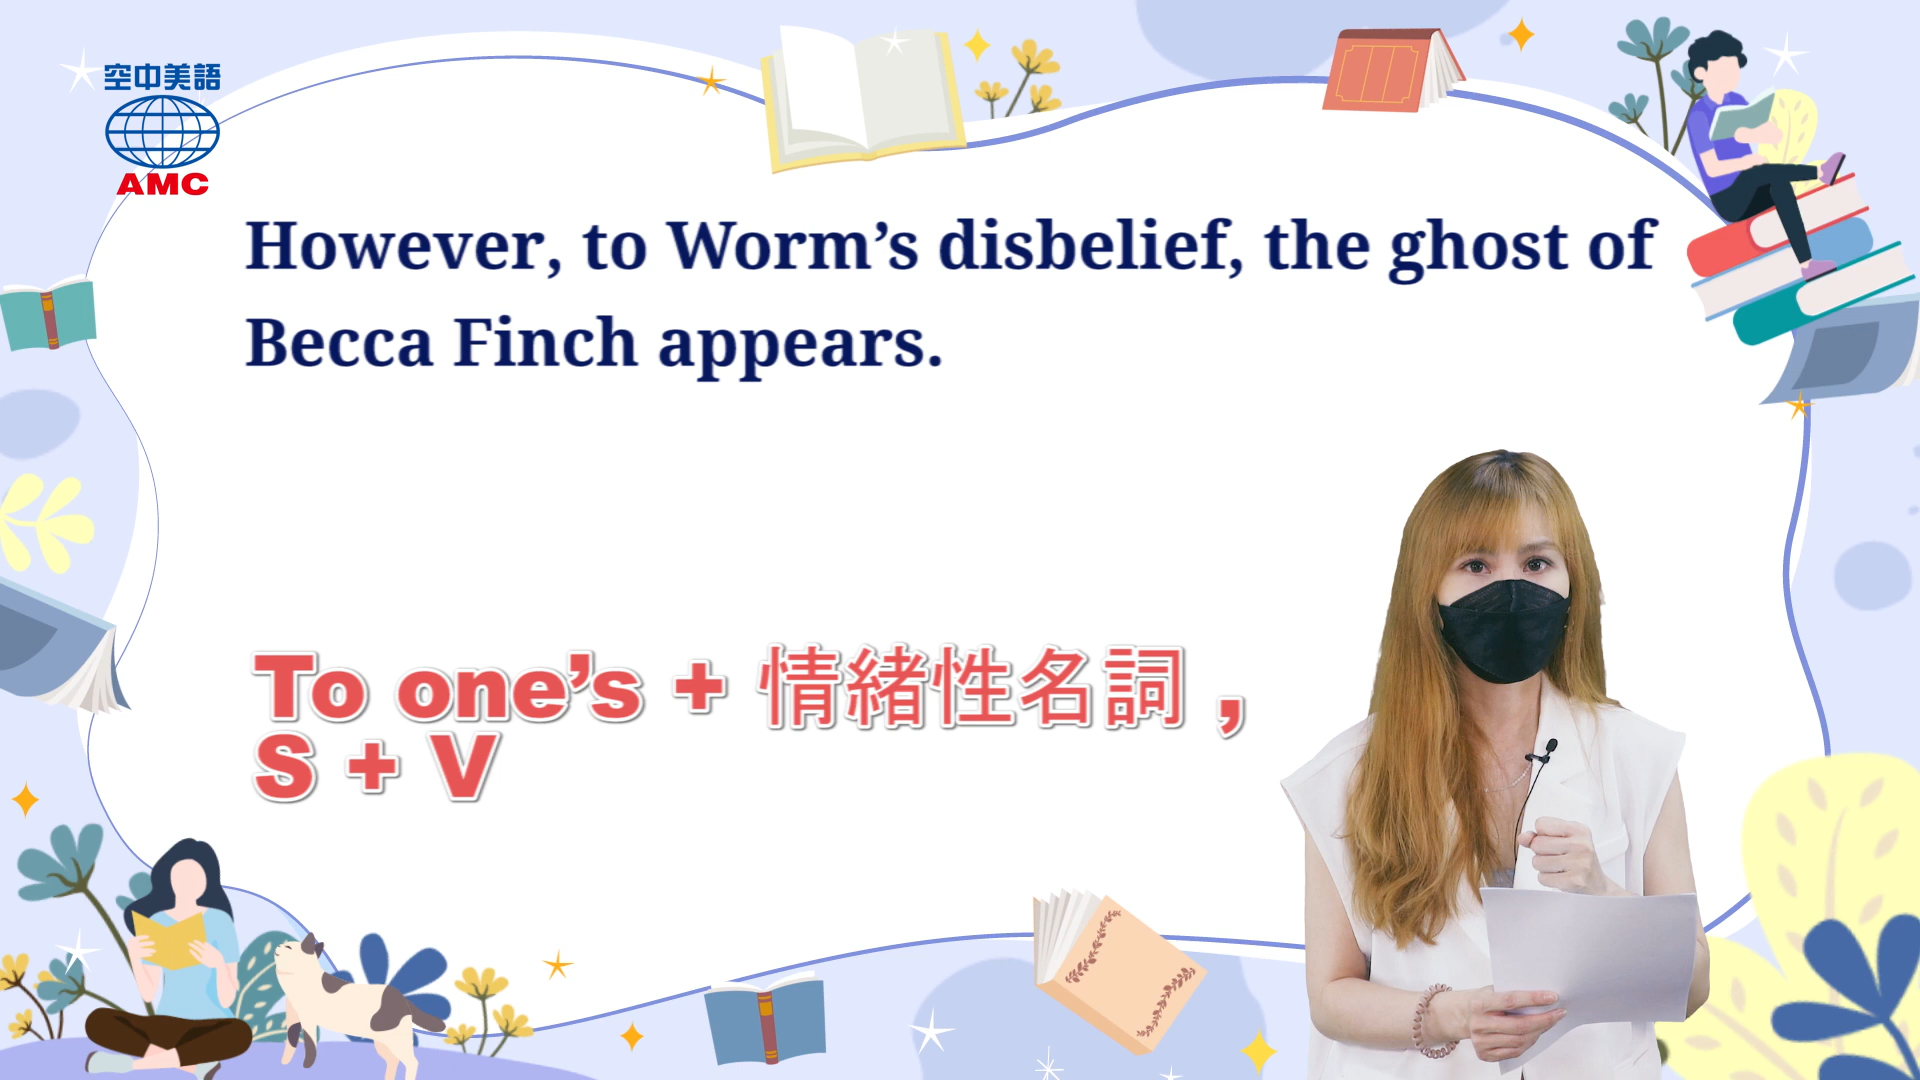 空中美語
AMC
However, to Worm’s disbelief, the ghost of
Becca Finch appears.
To one’s + 情緒性名詞 ,
S + V